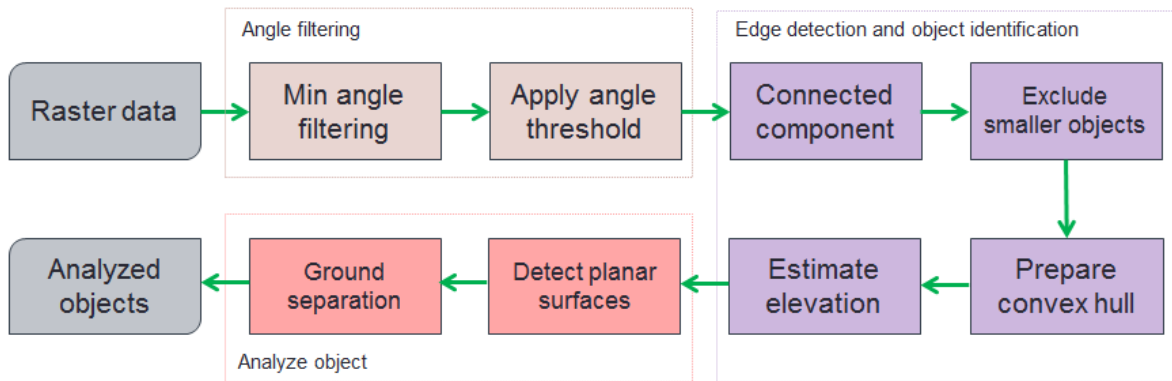 Angle filtering
Edge detection and object identification
Raster data
Min angle
filtering
Apply angle
threshold
Connected
component
Exclude
smaller objects
Analyzed
objects
Ground
separation
Detect planar
surfaces
Estimate
elevation
Prepare
convex hull
Analyze object